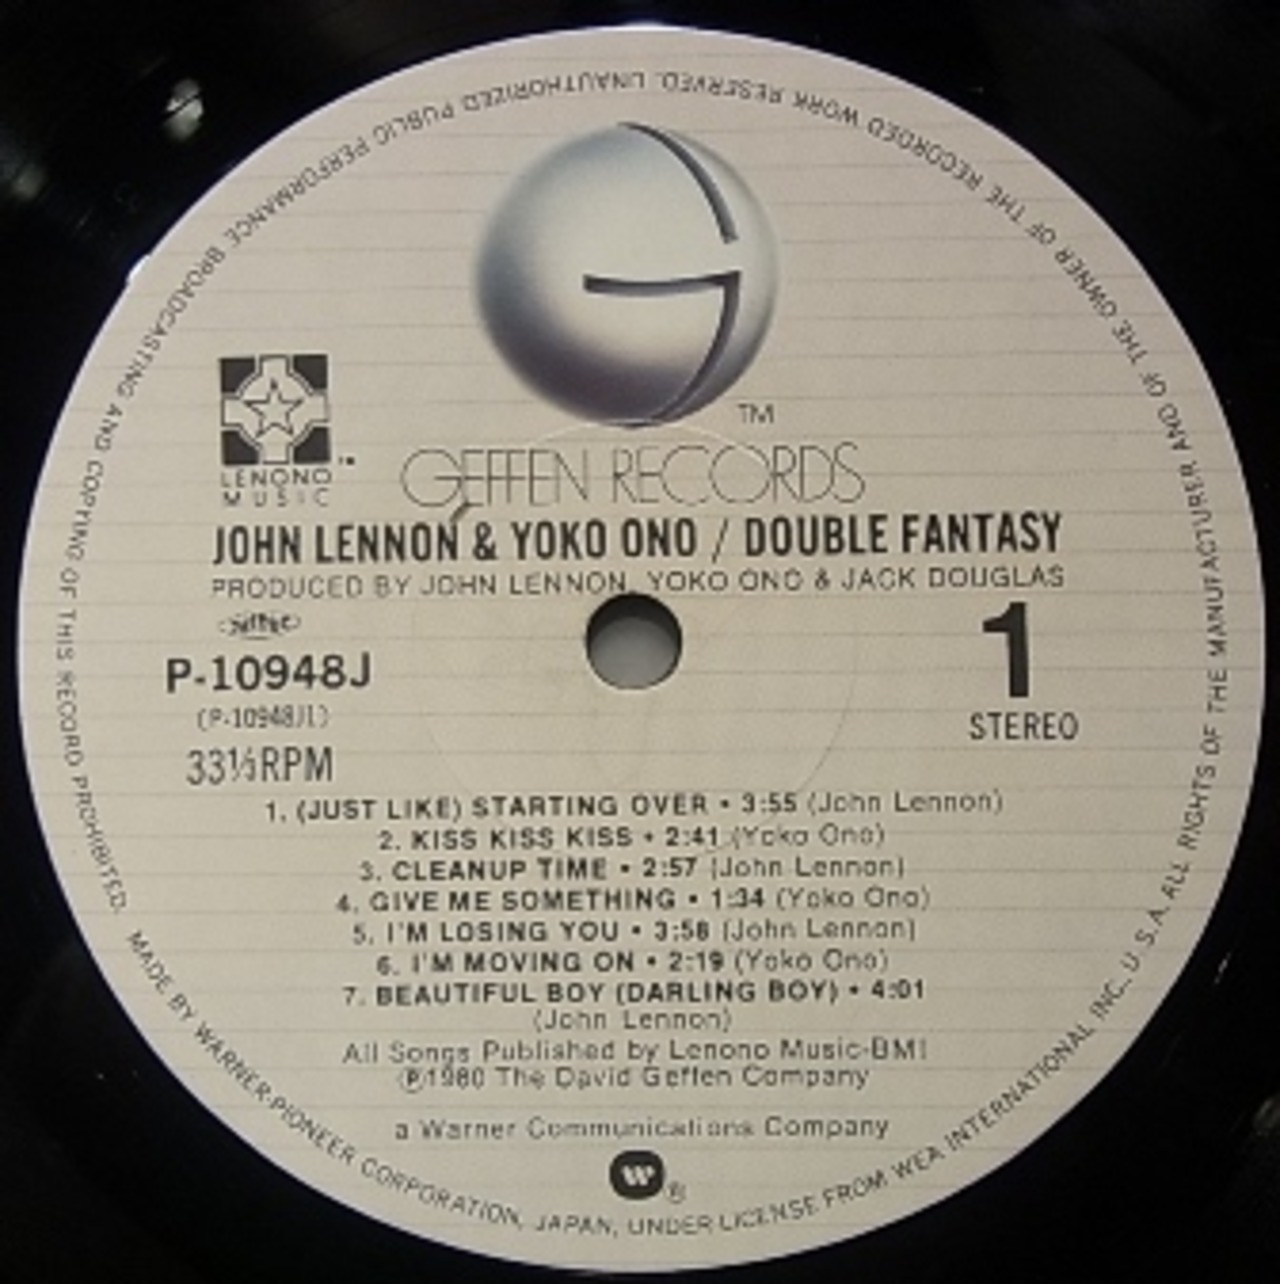 TM
LENONO
MUSIC
GEFFEN RECORDS
JOHN LENNON & YOKO ONO / DOUBLE FANTASY
PRODUCED BY JOHN LENNON, YOKO ONO & JACK DOUGLAS
P-10948J
(P-10948J1)
33⅓RPM
1
STEREO
1. (JUST LIKE) STARTING OVER • 3:55 (John Lennon)
2. KISS KISS KISS • 2:41 (Yoko Ono)
3. CLEANUP TIME • 2:57 (John Lennon)
4. GIVE ME SOMETHING • 1:34 (Yoko Ono)
5. I'M LOSING YOU • 3:58 (John Lennon)
6. I'M MOVING ON • 2:19 (Yoko Ono)
7. BEAUTIFUL BOY (DARLING BOY) • 4:01
(John Lennon)
All Songs Published by Lenono Music-BMI
℗1980 The David Geffen Company
a Warner Communications Company
W ®
MADE BY WARNER-PIONEER CORPORATION, JAPAN, UNDER LICENSE FROM WEA INTERNATIONAL INC., U.S.A. ALL RIGHTS OF THE MANUFACTURER AND OF THE OWNER OF THE RECORDED WORK RESERVED. UNAUTHORIZED PUBLIC PERFORMANCE BROADCASTING AND COPYING OF THIS RECORD PROHIBITED.